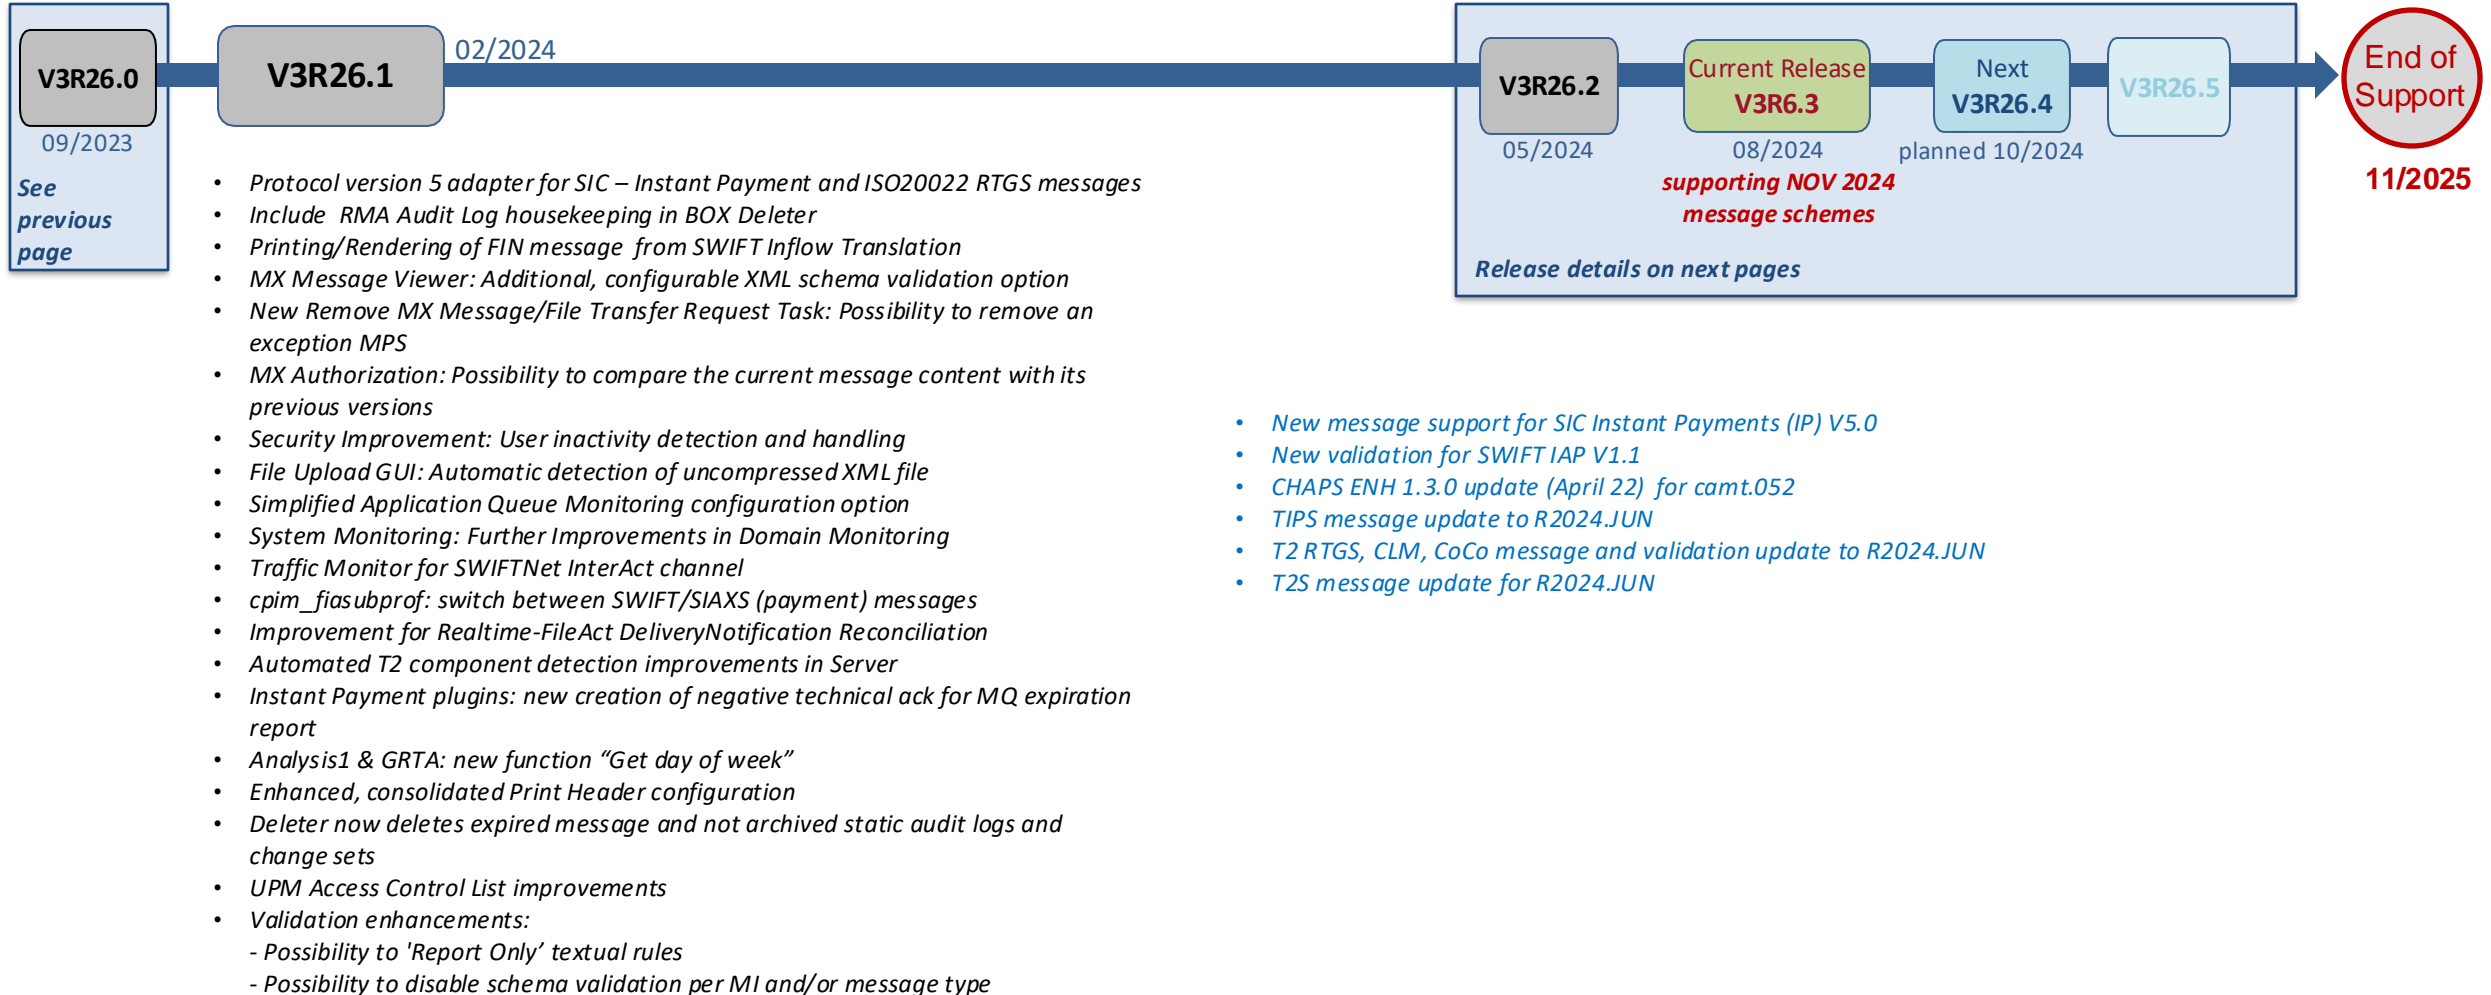 V3R26.0
09/2023
See
previous
page
V3R26.1
02/2024
V3R26.2
05/2024
Current Release
V3R6.3
08/2024
supporting NOV 2024
message schemes
Next
V3R26.4
planned 10/2024
V3R26.5
Release details on next pages
End of
Support
11/2025
• Protocol version 5 adapter for SIC – Instant Payment and ISO20022 RTGS messages
• Include RMA Audit Log housekeeping in BOX Deleter
• Printing/Rendering of FIN message from SWIFT Inflow Translation
• MX Message Viewer: Additional, configurable XML schema validation option
• New Remove MX Message/File Transfer Request Task: Possibility to remove an
exception MPS
• MX Authorization: Possibility to compare the current message content with its
previous versions
• Security Improvement: User inactivity detection and handling
• File Upload GUI: Automatic detection of uncompressed XML file
• Simplified Application Queue Monitoring configuration option
• System Monitoring: Further Improvements in Domain Monitoring
• Traffic Monitor for SWIFTNet InterAct channel
• cpim_fiasubprof: switch between SWIFT/SIAXS (payment) messages
• Improvement for Realtime-FileAct DeliveryNotification Reconciliation
• Automated T2 component detection improvements in Server
• Instant Payment plugins: new creation of negative technical ack for MQ expiration
report
• Analysis1 & GRTA: new function “Get day of week”
• Enhanced, consolidated Print Header configuration
• Deleter now deletes expired message and not archived static audit logs and
change sets
• UPM Access Control List improvements
• Validation enhancements:
- Possibility to 'Report Only’ textual rules
- Possibility to disable schema validation per MI and/or message type
• New message support for SIC Instant Payments (IP) V5.0
• New validation for SWIFT IAP V1.1
• CHAPS ENH 1.3.0 update (April 22) for camt.052
• TIPS message update to R2024.JUN
• T2 RTGS, CLM, CoCo message and validation update to R2024.JUN
• T2S message update for R2024.JUN